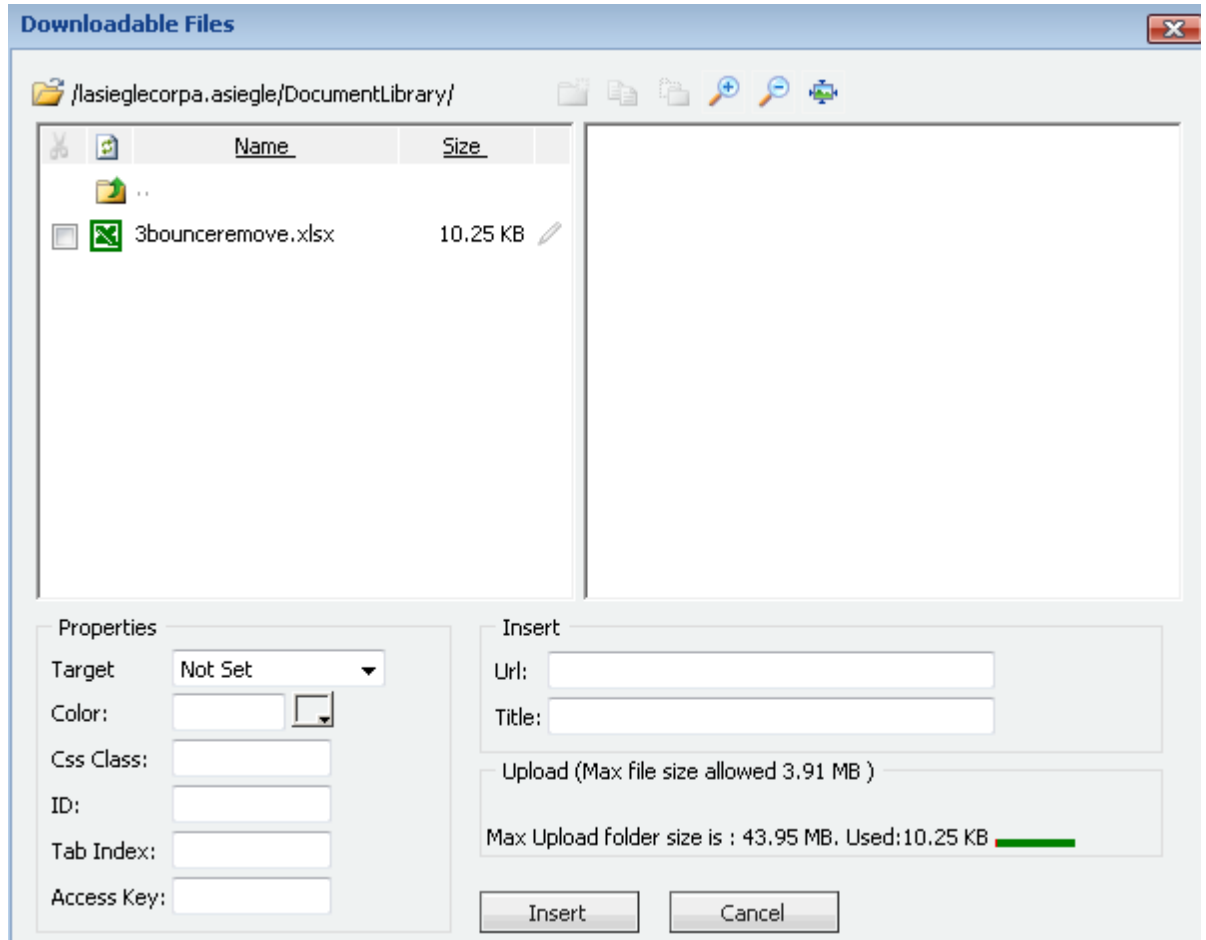 Downloadable Files
/lasieglecorpa.asiegle/DocumentLibrary/
Name Size
..
3bounceremove.xlsx 10.25 KB
Properties
Target Not Set
Color:
Css Class:
ID:
Tab Index:
Access Key:
Insert
Url:
Title:
Upload (Max file size allowed 3.91 MB )
Max Upload folder size is : 43.95 MB. Used:10.25 KB
Insert Cancel